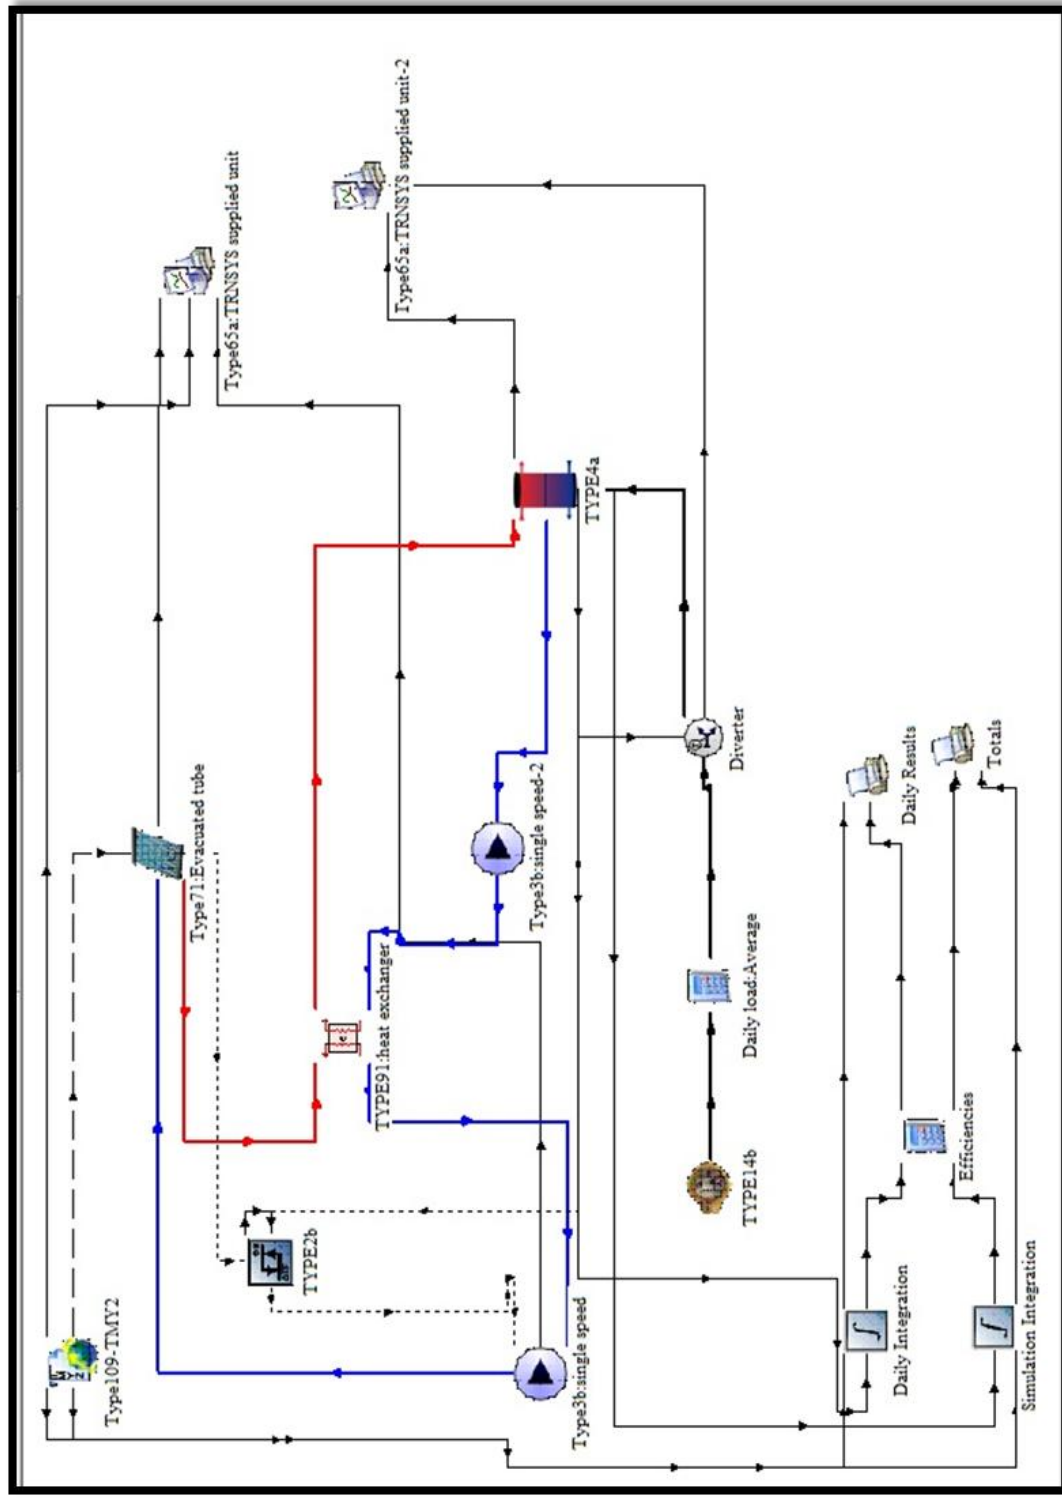 Type109-TMY2
Type71:Evacuated tube
Type65a:TRNSYS supplied unit
TYPE2b
TYPE91:heat exchanger
Type65a:TRNSYS supplied unit-2
Type3b:single speed
Type3b:single speed-2
TYPE4a
TYPE14b
Daily load:Average
Diverter
Daily Integration
Daily Results
Efficiencies
Simulation Integration
Totals